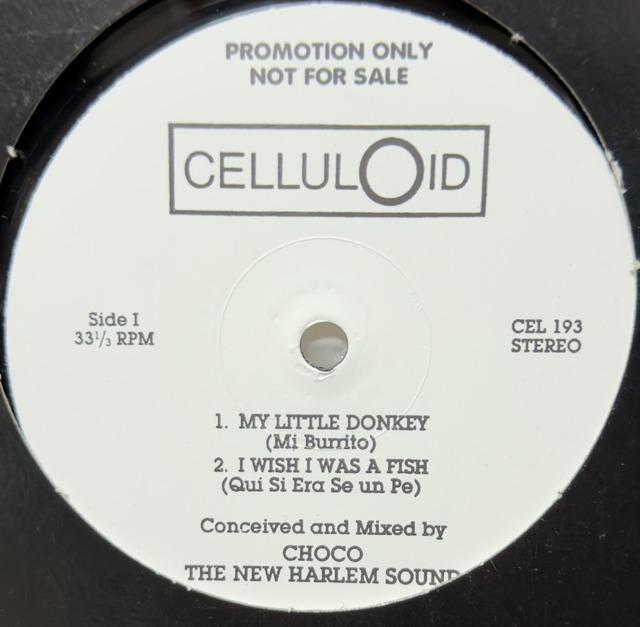 PROMOTION ONLY
NOT FOR SALE
CELLULOID
Side I
33⅓ RPM
CEL 193
STEREO
1. MY LITTLE DONKEY
(Mi Burrito)
2. I WISH I WAS A FISH
(Qui Si Era Se un Pe)
Conceived and Mixed by
CHOCO
THE NEW HARLEM SOUND